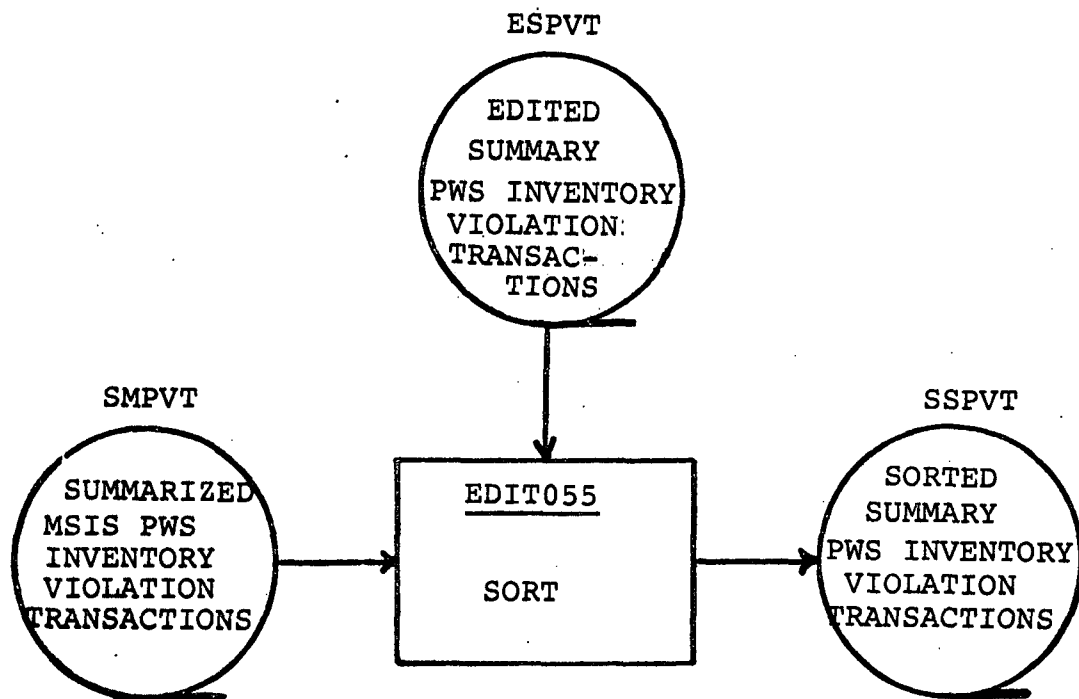 ESPVT
EDITED
SUMMARY
PWS INVENTORY
VIOLATION
TRANSAC-
TIONS
SMPVT
SUMMARIZED
MSIS PWS
INVENTORY
VIOLATION
TRANSACTIONS
EDIT055
SORT
SSPVT
SORTED
SUMMARY
PWS INVENTORY
VIOLATION
TRANSACTIONS